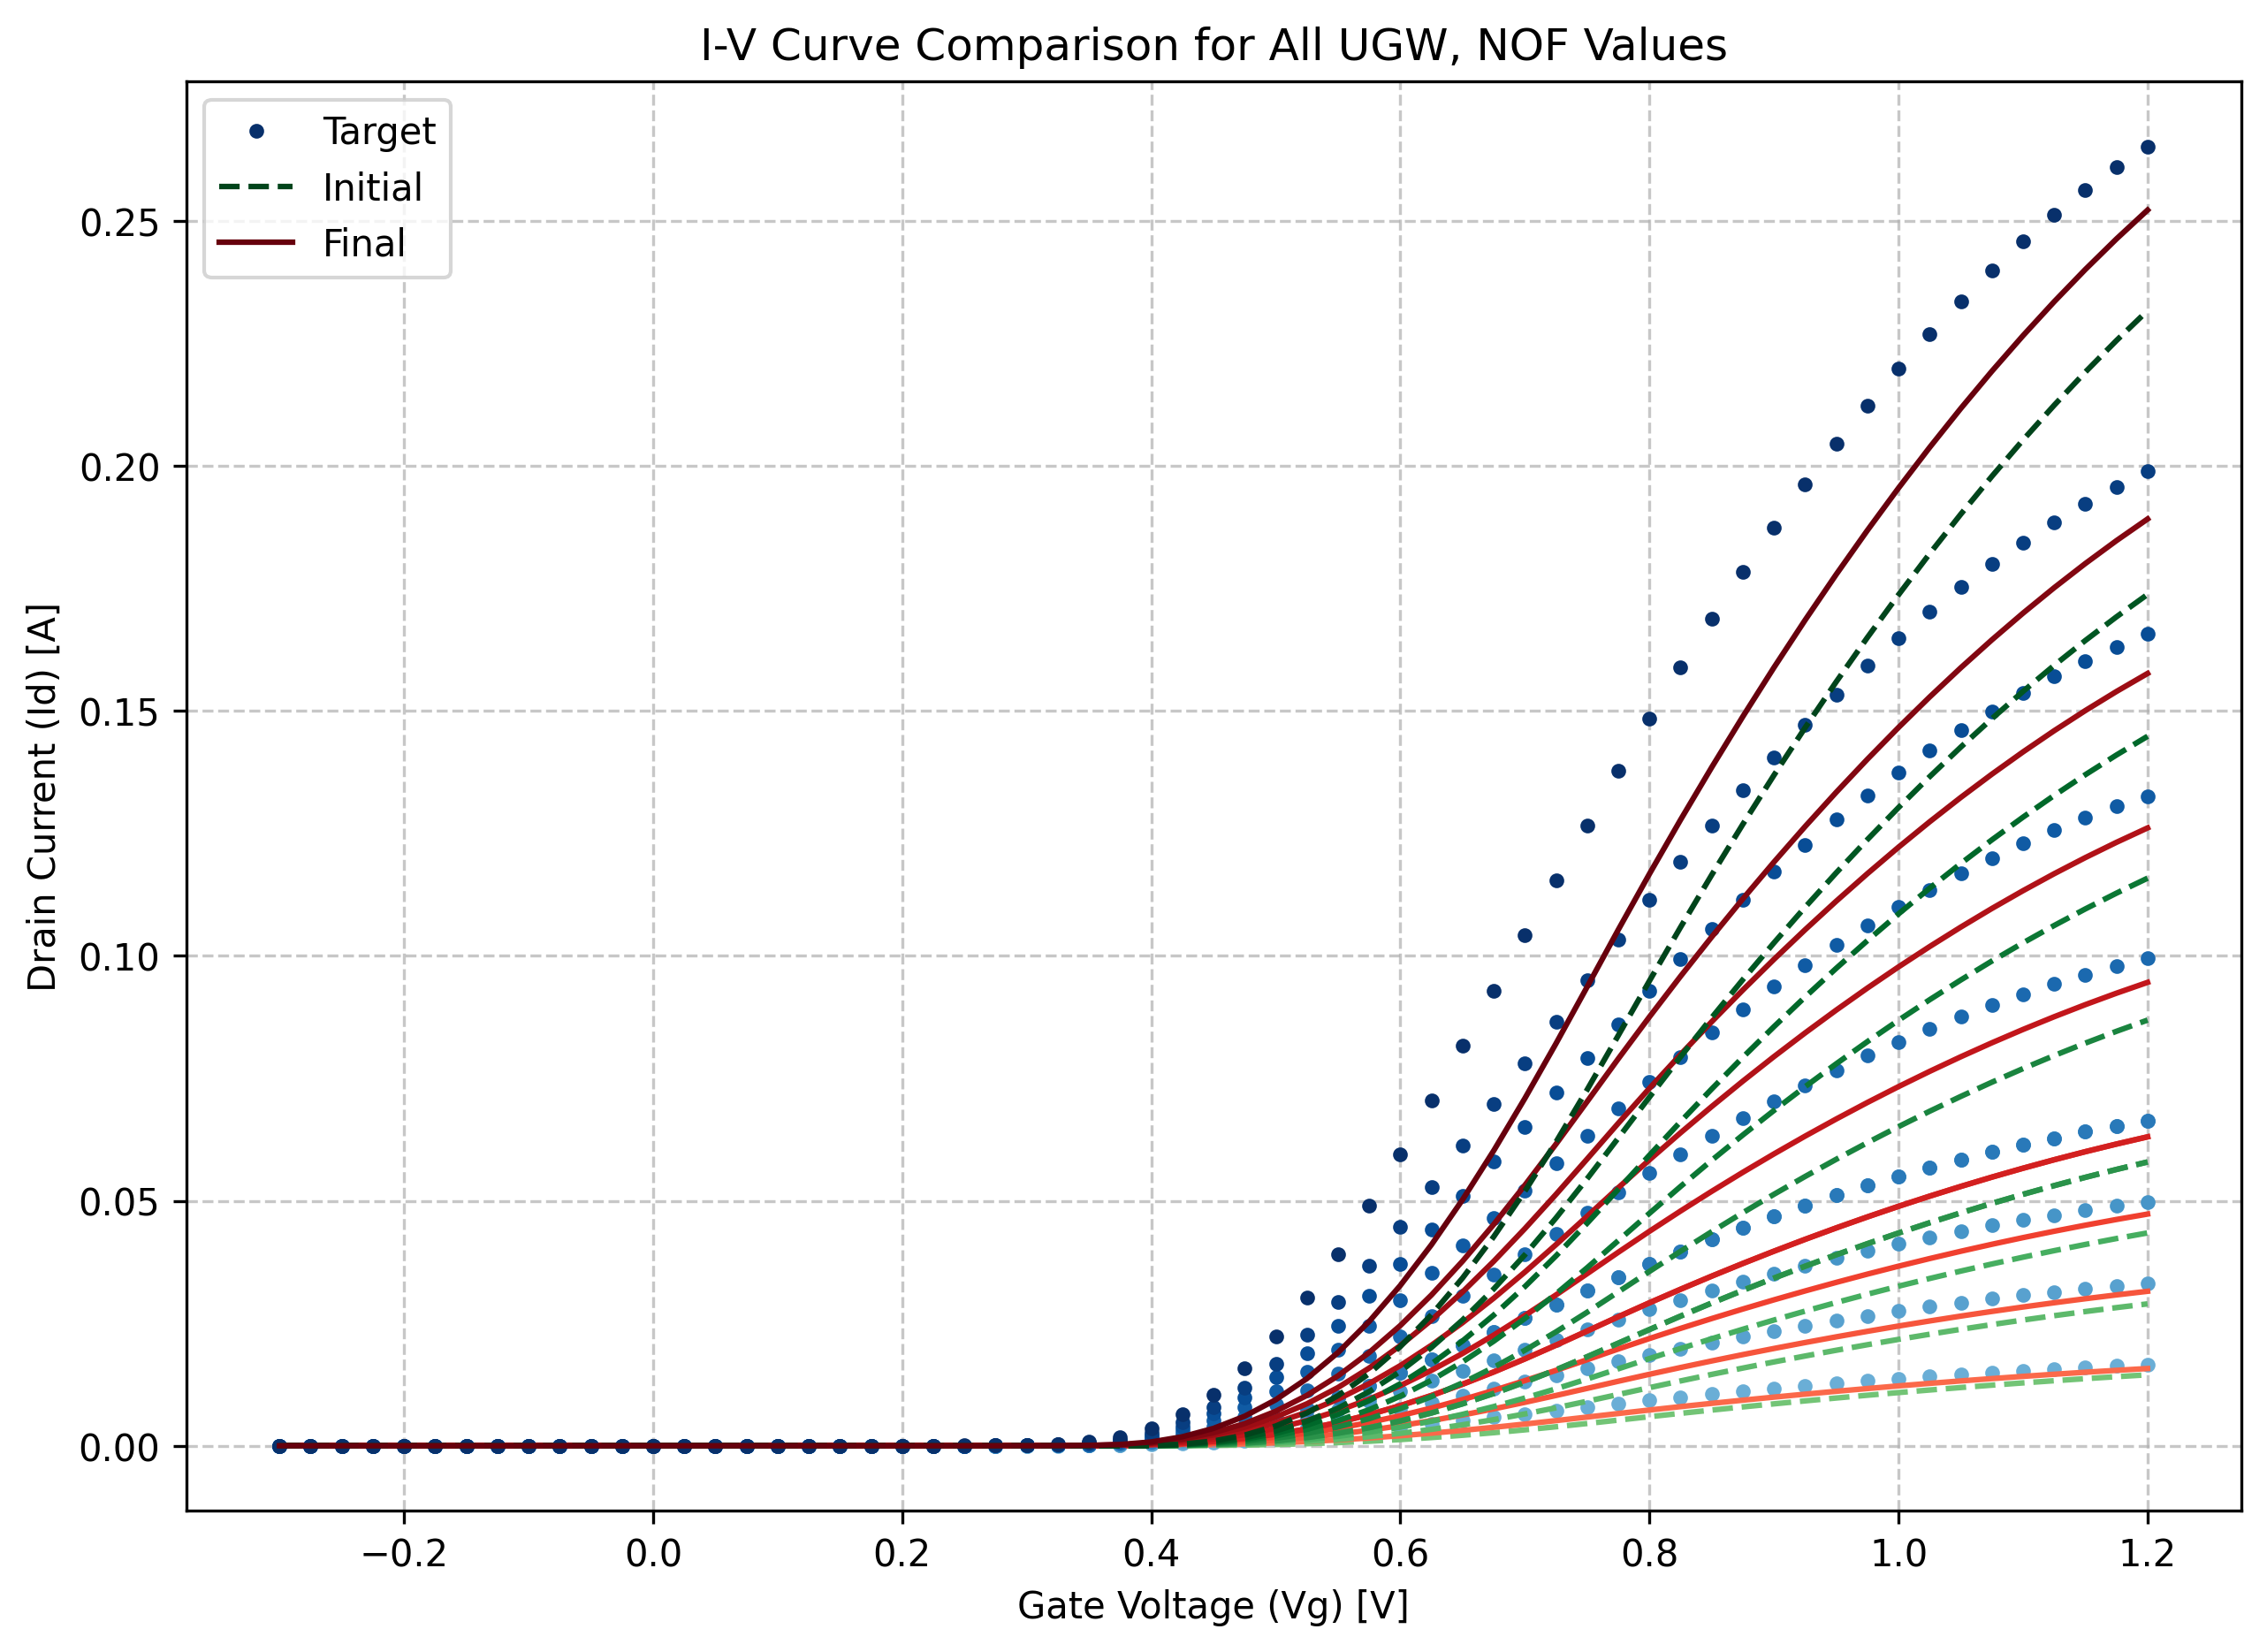 I-V Curve Comparison for All UGW, NOF Values
Target
Initial
Final
Drain Current (Id) [A]
0.25
0.20
0.15
0.10
0.05
0.00
−0.2
0.0
0.2
0.4
0.6
0.8
1.0
1.2
Gate Voltage (Vg) [V]